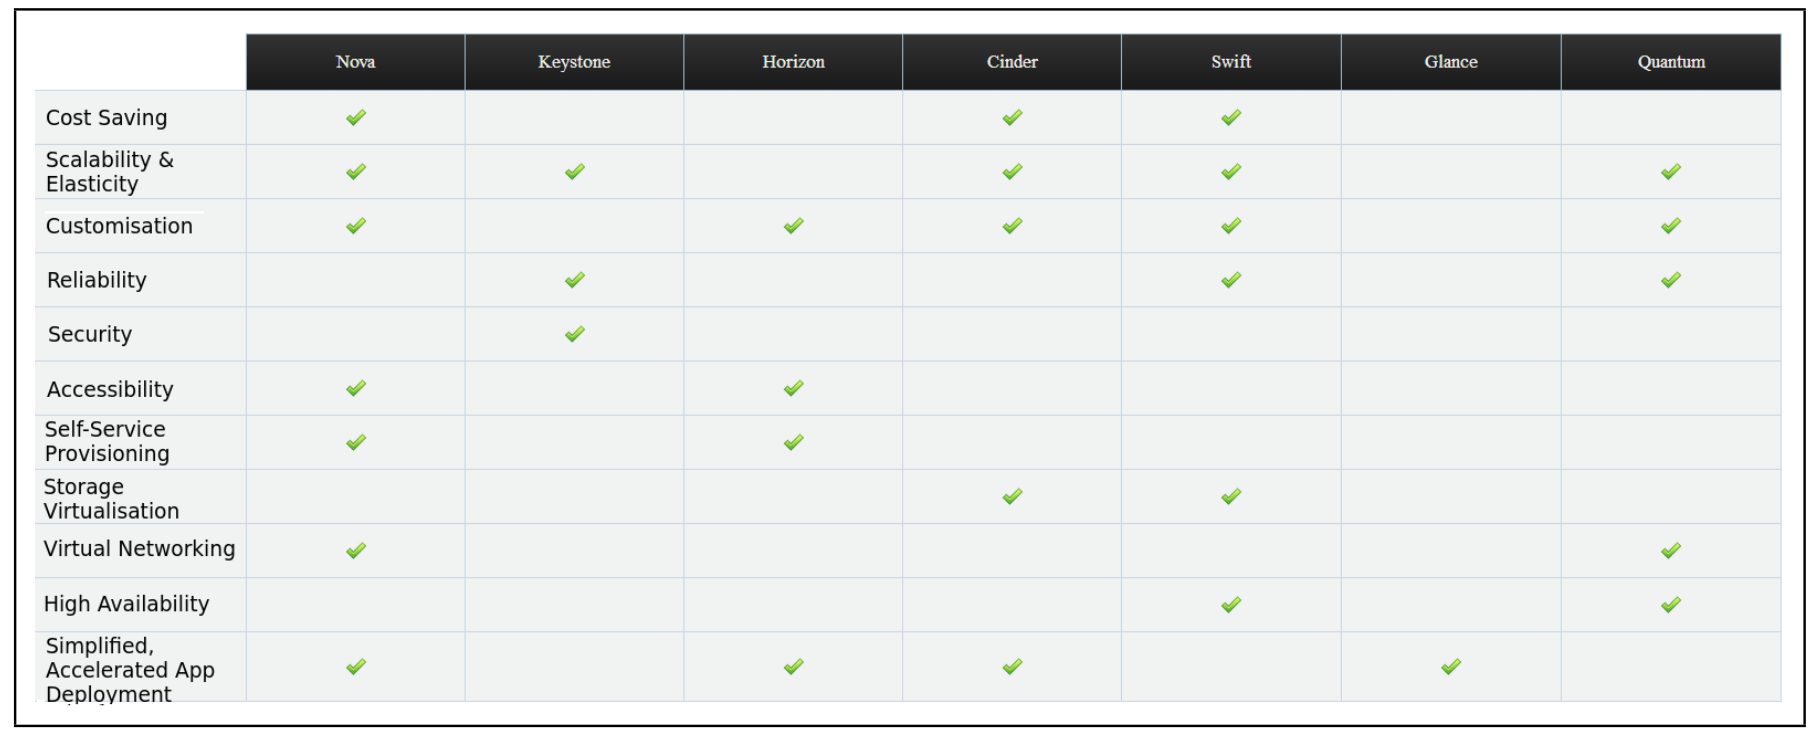 Nova Keystone Horizon Cinder Swift Glance Quantum
Cost Saving
Scalability &
Elasticity
Customisation
Reliability
Security
Accessibility
Self-Service
Provisioning
Storage
Virtualisation
Virtual Networking
High Availability
Simplified,
Accelerated App
Deployment